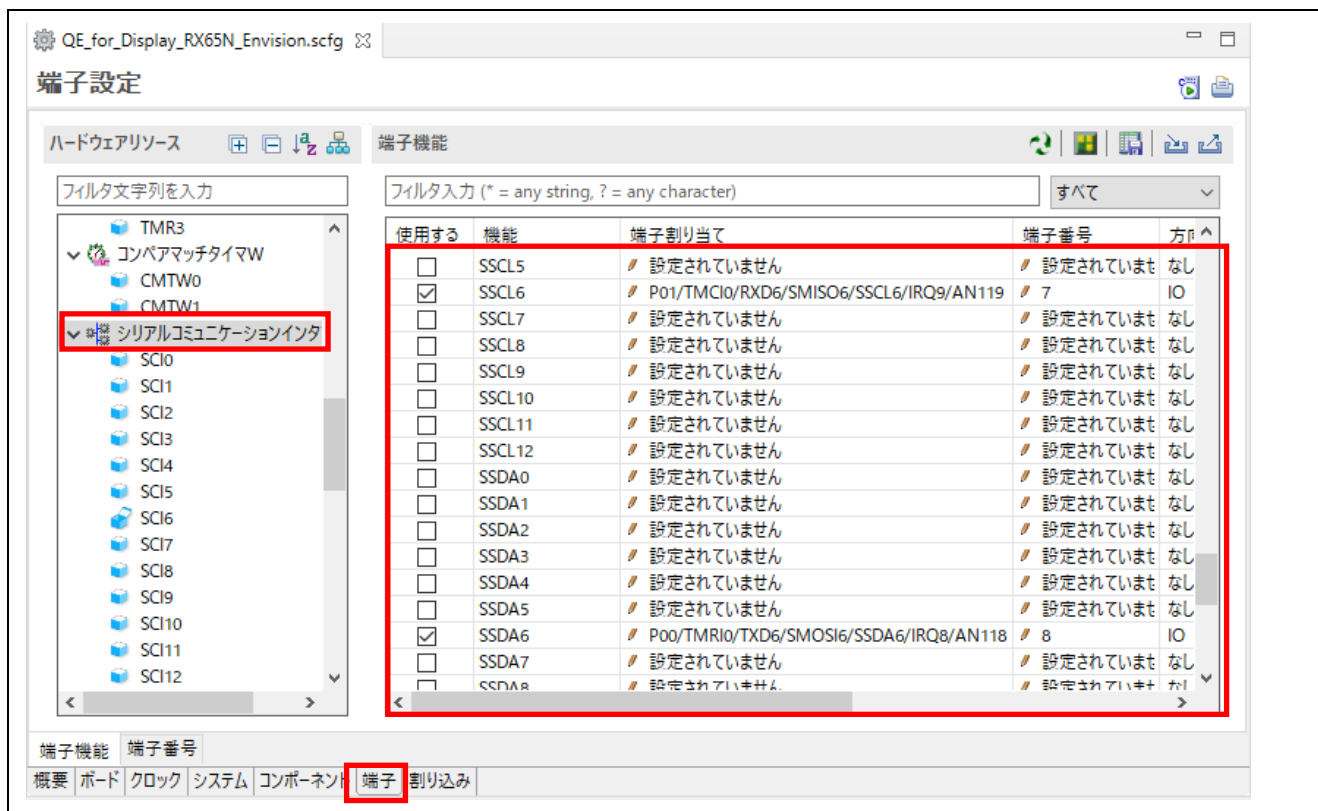 QE_for_Display_RX65N_Envision.scfg
端子設定
ハードウェアリソース
フィルタ文字列を入力
TMR3
コンペアマッチタイマW
CMTW0
CMTW1
シリアルコミュニケーションインタ
SCI0
SCI1
SCI2
SCI3
SCI4
SCI5
SCI6
SCI7
SCI8
SCI9
SCI10
SCI11
SCI12
端子機能
フィルタ入力 (* = any string, ? = any character) すべて
使用する 機能 端子割り当て 端子番号 方向
SSCL5 設定されていません 設定されていませ なし
SSCL6 P01/TMCI0/RXD6/SMISO6/SSCL6/IRQ9/AN119 7 IO
SSCL7 設定されていません 設定されていませ なし
SSCL8 設定されていません 設定されていませ なし
SSCL9 設定されていません 設定されていませ なし
SSCL10 設定されていません 設定されていませ なし
SSCL11 設定されていません 設定されていませ なし
SSCL12 設定されていません 設定されていませ なし
SSDA0 設定されていません 設定されていませ なし
SSDA1 設定されていません 設定されていませ なし
SSDA2 設定されていません 設定されていませ なし
SSDA3 設定されていません 設定されていませ なし
SSDA4 設定されていません 設定されていませ なし
SSDA5 設定されていません 設定されていませ なし
SSDA6 P00/TMRI0/TXD6/SMOSI6/SSDA6/IRQ8/AN118 8 IO
SSDA7 設定されていません 設定されていませ なし
SSDA8 設定されていません 設定されていませ なし
端子機能 端子番号
概要 ボード クロック システム コンポーネント 端子 割り込み